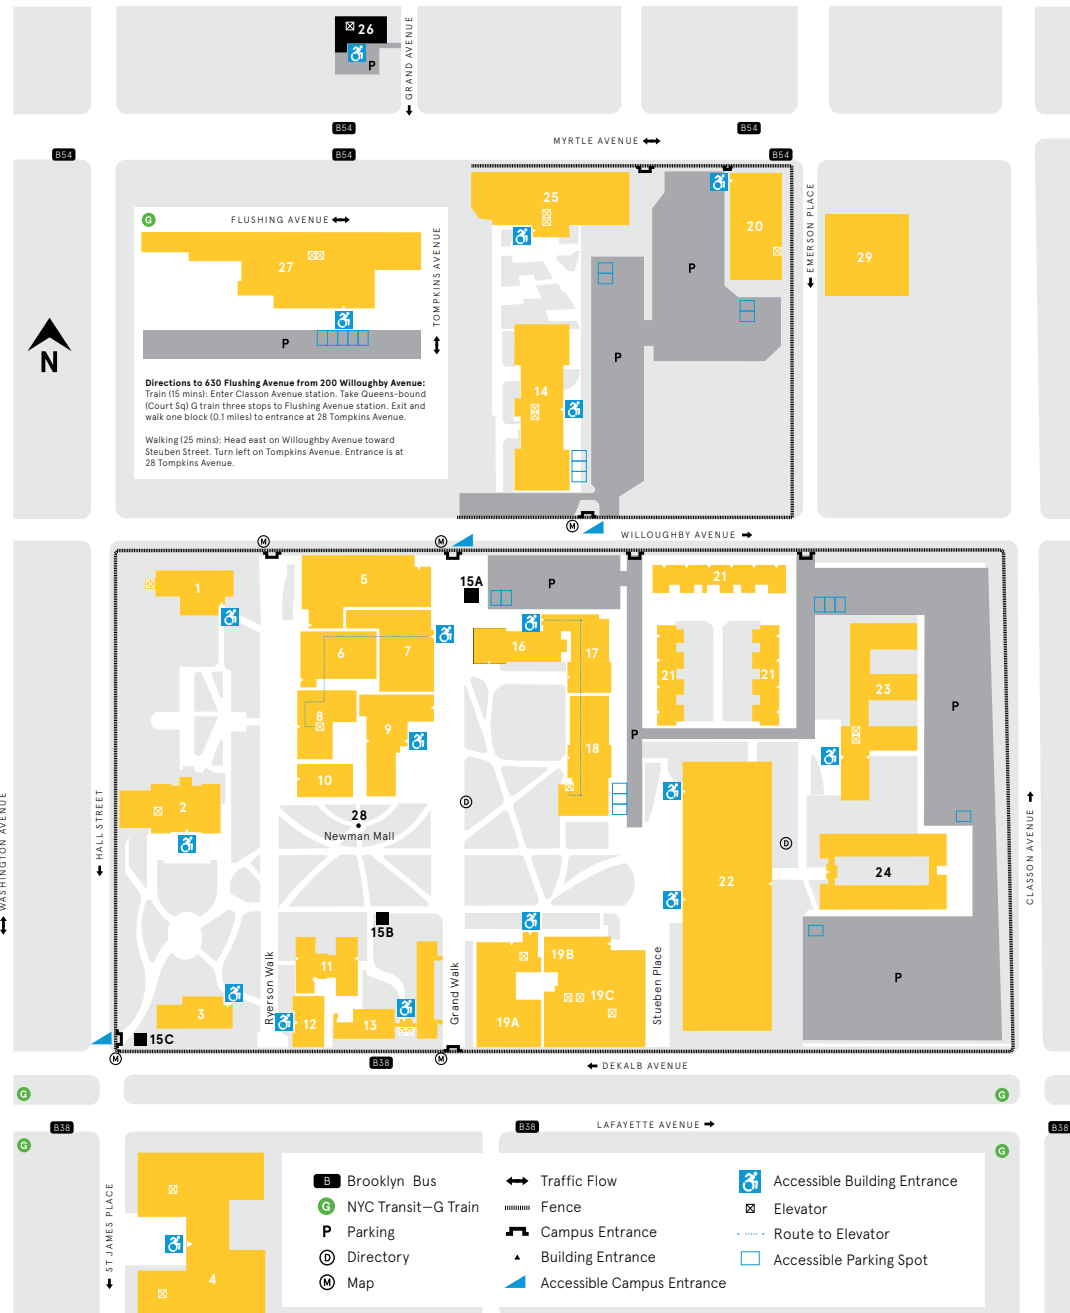 26
P
GRAND AVENUE
B54
B54
MYRTLE AVENUE
B54
B54
B54
G
FLUSHING AVENUE
27
TOMPKINS AVENUE
P
Directions to 630 Flushing Avenue from 200 Willoughby Avenue:
Train (15 mins): Enter Classon Avenue station. Take Queens-bound
(Court Sq) G train three stops to Flushing Avenue station. Exit and
walk one block (0.1 miles) to entrance at 28 Tompkins Avenue.
Walking (25 mins): Head east on Willoughby Avenue toward
Steuben Street. Turn left on Tompkins Avenue. Entrance is at
28 Tompkins Avenue.
N
25
20
EMERSON PLACE
29
P
P
14
M
WILLOUGHBY AVENUE
M
M
1
5
15A
P
21
16
17
6
7
21
21
23
8
9
18
P
P
10
2
28
Newman Mall
D
D
HALL STREET
WASHINGTON AVENUE
CLASSON AVENUE
22
24
15B
11
Ryerson Walk
Grand Walk
19B
19C
19A
Stueben Place
P
3
12
13
15C
M
B38
M
DEKALB AVENUE
G
G
B38
B38
LAFAYETTE AVENUE
B38
G
G
ST JAMES PLACE
4
B Brooklyn Bus
G NYC Transit—G Train
P Parking
D Directory
M Map
Traffic Flow
Fence
Campus Entrance
Building Entrance
Accessible Campus Entrance
Accessible Building Entrance
Elevator
Route to Elevator
Accessible Parking Spot